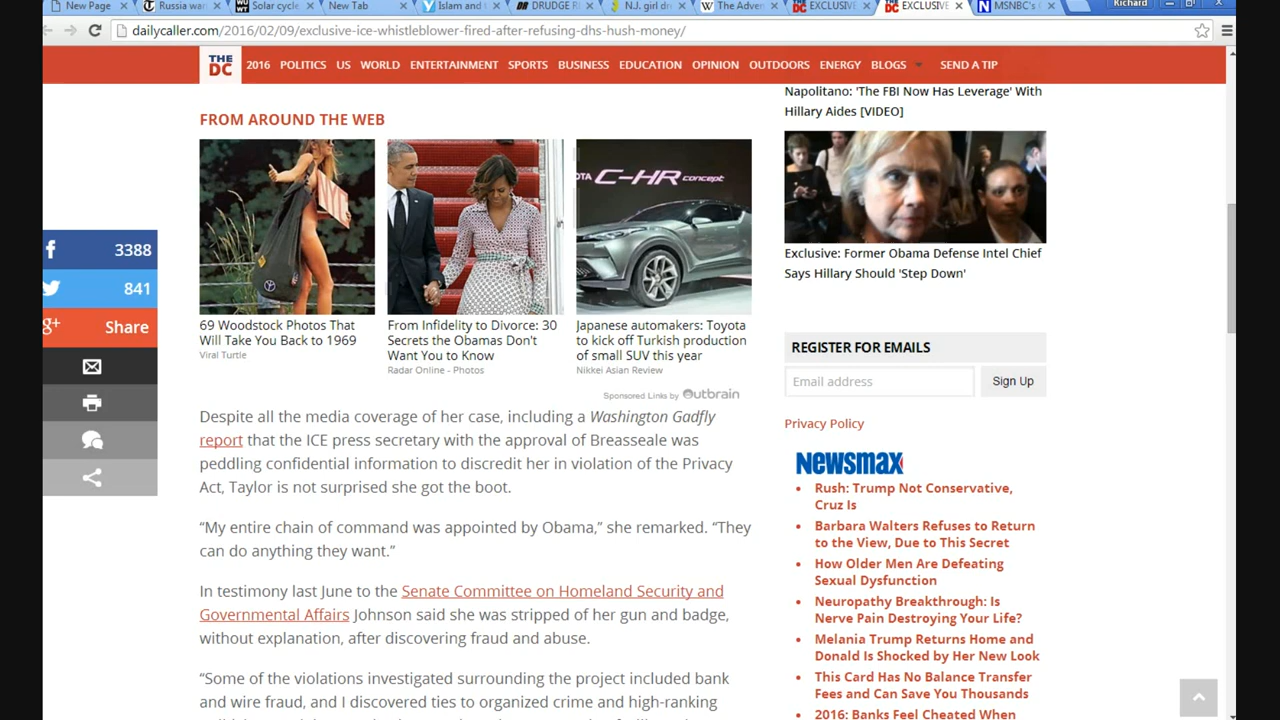 New Page
Russia wan
Solar cycle
New Tab
Islam and
DRUDGE R
N.J. girl dr
The Adven
EXCLUSIVE
EXCLUSIVE
MSNBC's
Richard
dailycaller.com/2016/02/09/exclusive-ice-whistleblower-fired-after-refusing-dhs-hush-money/
THE DC
2016 POLITICS US WORLD ENTERTAINMENT SPORTS BUSINESS EDUCATION OPINION OUTDOORS ENERGY BLOGS SEND A TIP
3388
841
g+ Share
FROM AROUND THE WEB
OTA C-HR concept
69 Woodstock Photos That
Will Take You Back to 1969
Viral Turtle
From Infidelity to Divorce: 30
Secrets the Obamas Don't
Want You to Know
Radar Online - Photos
Japanese automakers: Toyota
to kick off Turkish production
of small SUV this year
Nikkei Asian Review
Sponsored Links by Outbrain
Despite all the media coverage of her case, including a Washington Gadfly
report that the ICE press secretary with the approval of Breasseale was
peddling confidential information to discredit her in violation of the Privacy
Act, Taylor is not surprised she got the boot.
“My entire chain of command was appointed by Obama,” she remarked. “They
can do anything they want.”
In testimony last June to the Senate Committee on Homeland Security and
Governmental Affairs Johnson said she was stripped of her gun and badge,
without explanation, after discovering fraud and abuse.
“Some of the violations investigated surrounding the project included bank
and wire fraud, and I discovered ties to organized crime and high-ranking
Napolitano: 'The FBI Now Has Leverage' With
Hillary Aides [VIDEO]
Exclusive: Former Obama Defense Intel Chief
Says Hillary Should 'Step Down'
REGISTER FOR EMAILS
Email address
Sign Up
Privacy Policy
Newsmax
• Rush: Trump Not Conservative,
Cruz Is
• Barbara Walters Refuses to Return
to the View, Due to This Secret
• How Older Men Are Defeating
Sexual Dysfunction
• Neuropathy Breakthrough: Is
Nerve Pain Destroying Your Life?
• Melania Trump Returns Home and
Donald Is Shocked by Her New Look
• This Card Has No Balance Transfer
Fees and Can Save You Thousands
• 2016: Banks Feel Cheated When